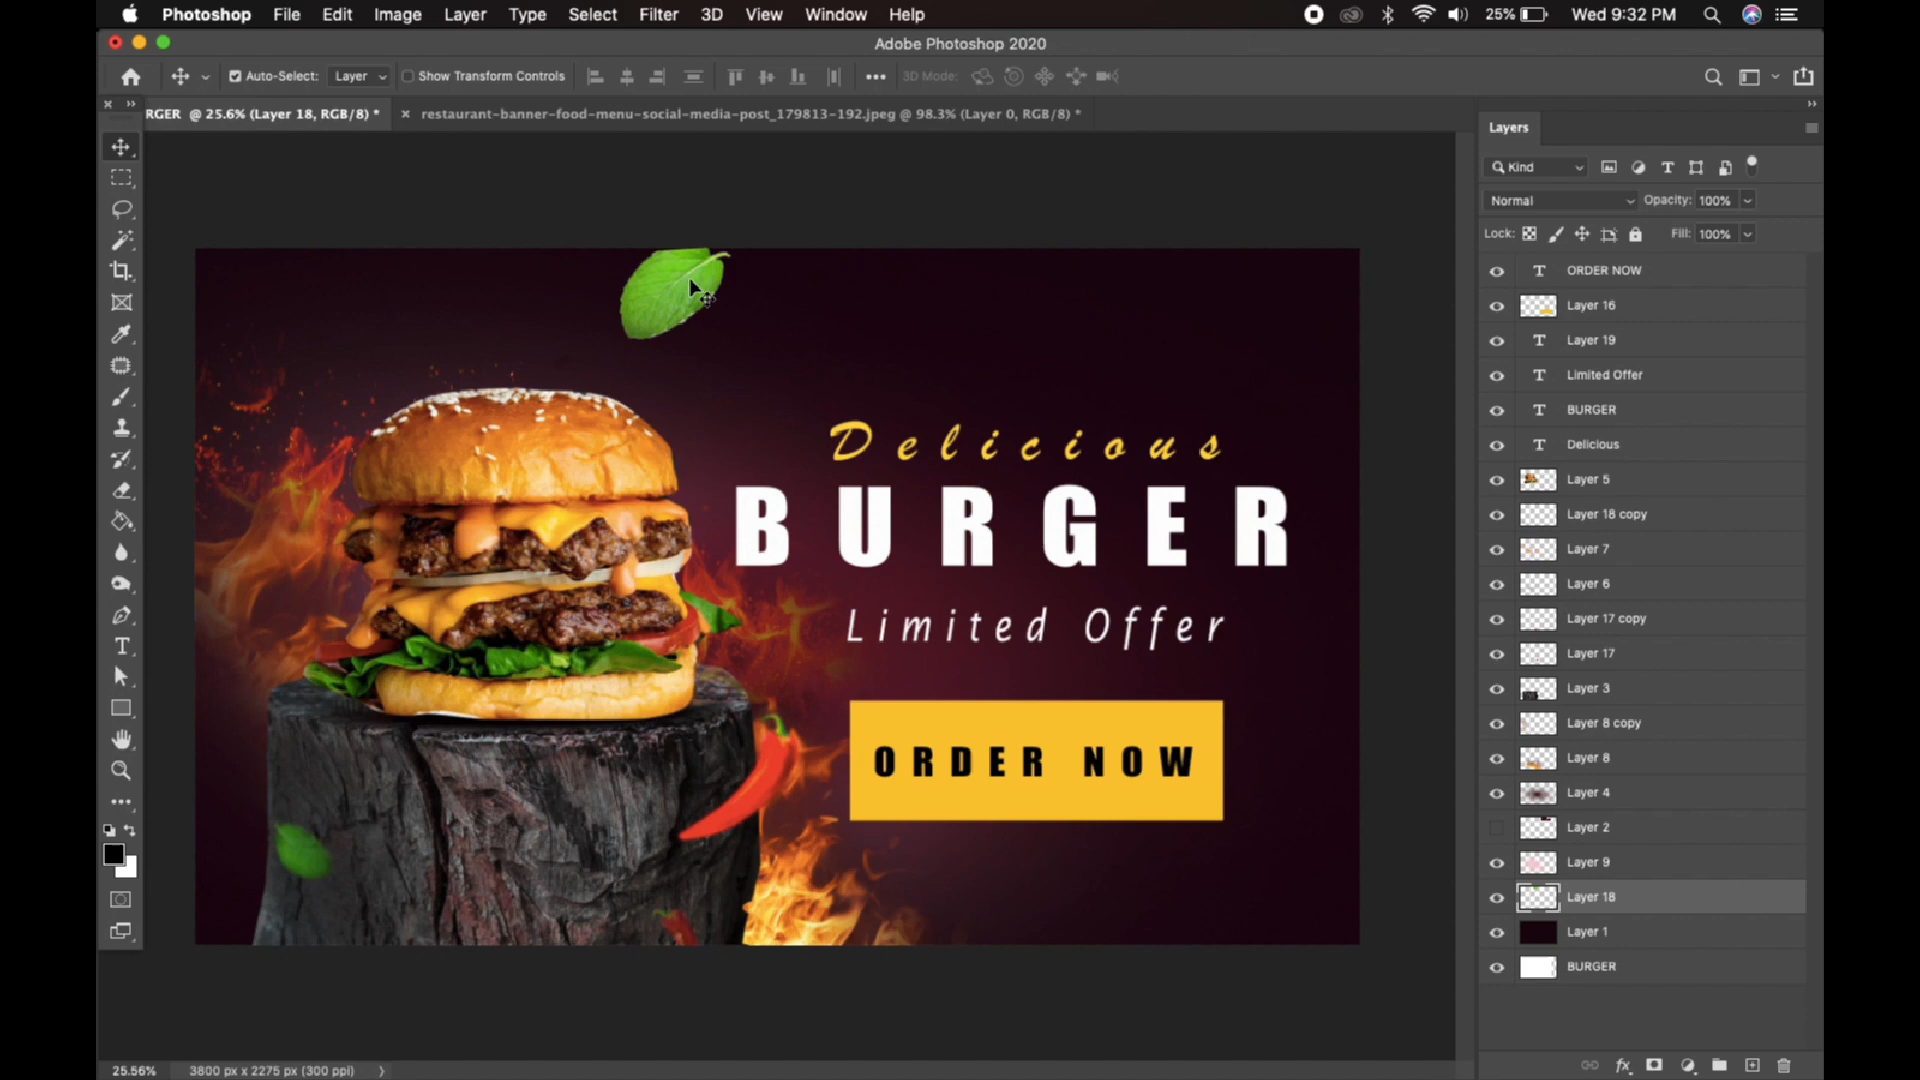 Photoshop File Edit Image Layer Type Select Filter 3D View Window Help 25% Wed 9:32 PM
Adobe Photoshop 2020
Auto-Select: Layer Show Transform Controls 3D Mode:
RGER @ 25.6% (Layer 18, RGB/8) * × restaurant-banner-food-menu-social-media-post_179813-192.jpeg @ 98.3% (Layer 0, RGB/8) *
Delicious
BURGER
Limited Offer
ORDER NOW
Layers
Kind
Normal Opacity: 100%
Lock: Fill: 100%
T ORDER NOW
Layer 16
T Layer 19
T Limited Offer
T BURGER
T Delicious
Layer 5
Layer 18 copy
Layer 7
Layer 6
Layer 17 copy
Layer 17
Layer 3
Layer 8 copy
Layer 8
Layer 4
Layer 2
Layer 9
Layer 18
Layer 1
BURGER
25.56% 3800 px x 2275 px (300 ppi)